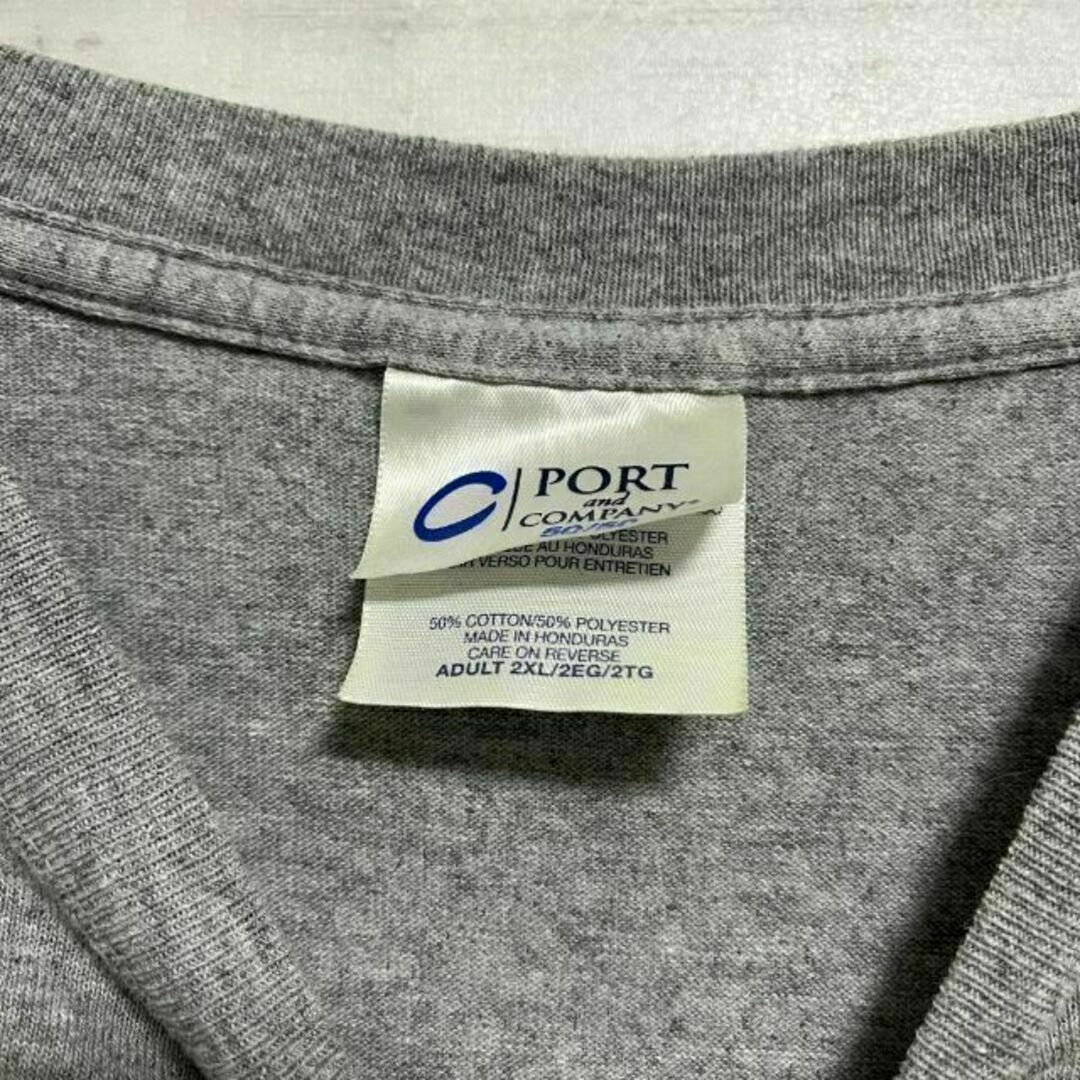 PORT
and
COMPANY
50/50
AU HONDURAS
VERSO POUR ENTRETIEN
50% COTTON/50% POLYESTER
MADE IN HONDURAS
CARE ON REVERSE
ADULT 2XL/2EG/2TG